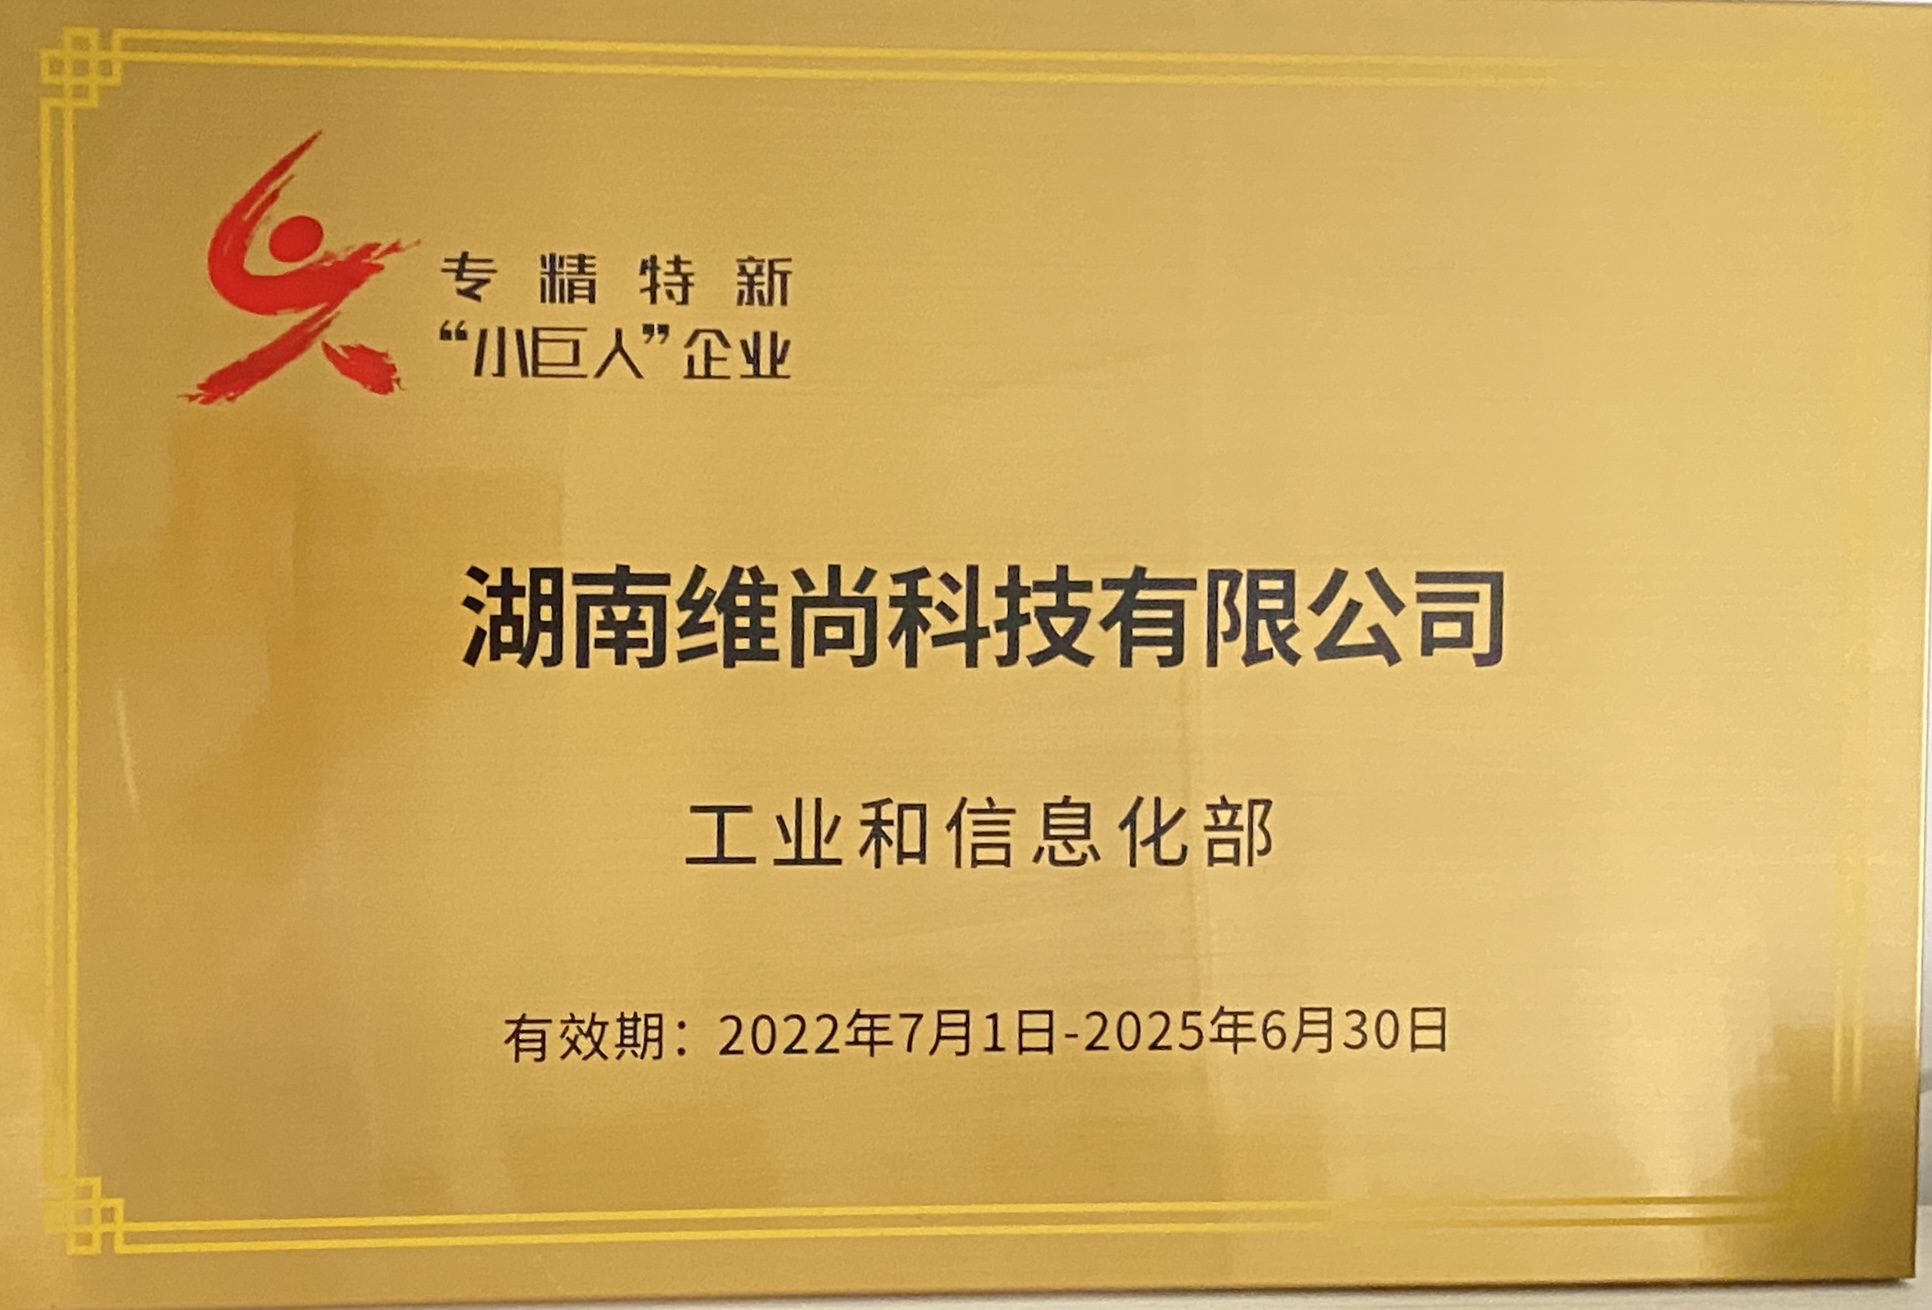 专精特新
“小巨人”企业
湖南维尚科技有限公司
工业和信息化部
有效期：2022年7月1日-2025年6月30日